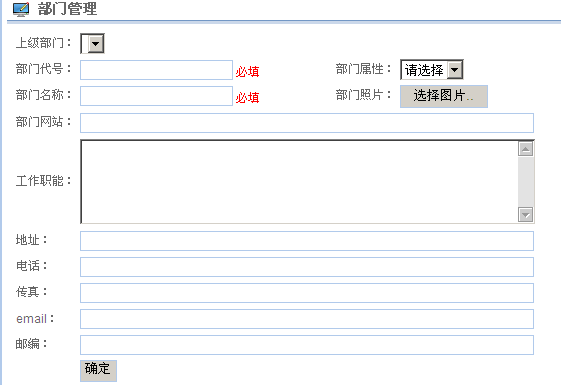 部门管理
上级部门：
部门代号： 必填 部门属性： 请选择
部门名称： 必填 部门照片： 选择图片..
部门网站：
工作职能：
地址：
电话：
传真：
email：
邮编：
确定